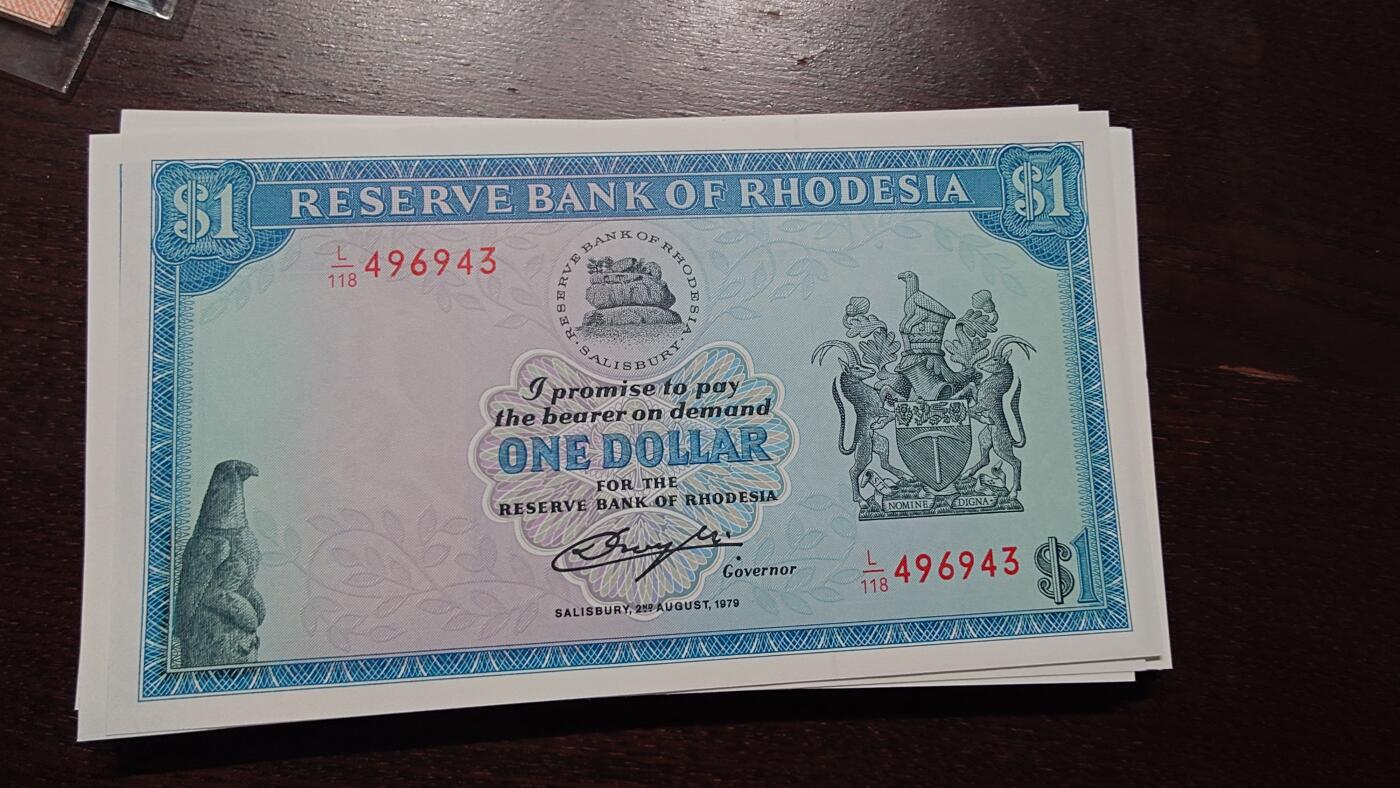 $1 RESERVE BANK OF RHODESIA $1
L/118 496943
RESERVE BANK OF RHODESIA
· SALISBURY ·
I promise to pay
the bearer on demand
ONE DOLLAR
FOR THE
RESERVE BANK OF RHODESIA
Governor
SALISBURY, 2ND AUGUST, 1979
NOMINE DIGNA
L/118 496943
$1